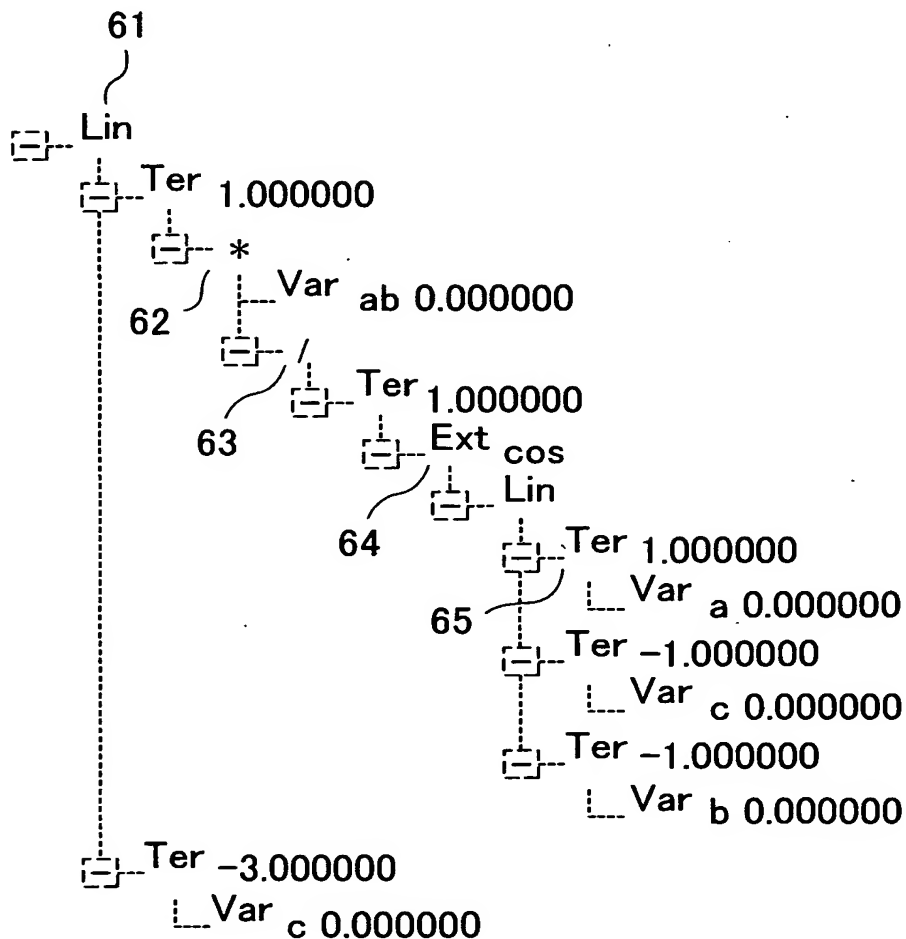 61
Lin
Ter 1.000000
*
62
Var ab 0.000000
/
63
Ter 1.000000
Ext cos
64
Lin
Ter 1.000000
65
Var a 0.000000
Ter -1.000000
Var c 0.000000
Ter -1.000000
Var b 0.000000
Ter -3.000000
Var c 0.000000